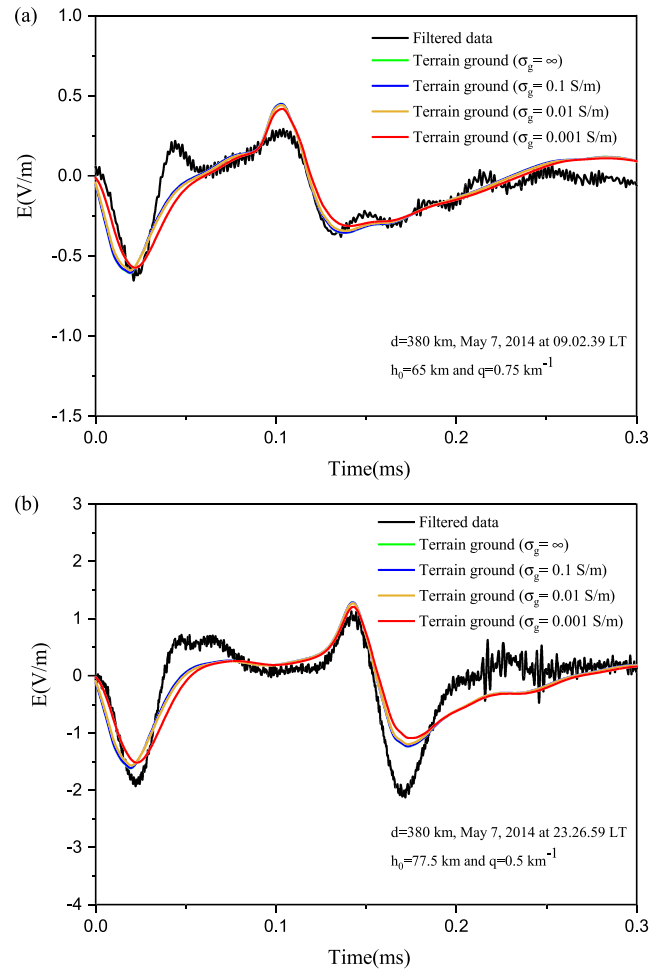 (a)
Filtered data
Terrain ground (σg= ∞)
Terrain ground (σg= 0.1 S/m)
Terrain ground (σg= 0.01 S/m)
Terrain ground (σg= 0.001 S/m)
1.0
0.5
0.0
-0.5
-1.0
-1.5
E(V/m)
d=380 km, May 7, 2014 at 09.02.39 LT
h0=65 km and q=0.75 km-1
0.0 0.1 0.2 0.3
Time(ms)
(b)
Filtered data
Terrain ground (σg= ∞)
Terrain ground (σg= 0.1 S/m)
Terrain ground (σg= 0.01 S/m)
Terrain ground (σg= 0.001 S/m)
3
2
1
0
-1
-2
-3
-4
E(V/m)
d=380 km, May 7, 2014 at 23.26.59 LT
h0=77.5 km and q=0.5 km-1
0.0 0.1 0.2 0.3
Time(ms)